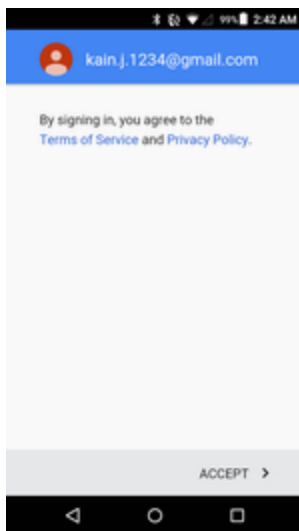 99% 2:42 AM
kain.j.1234@gmail.com
By signing in, you agree to the
Terms of Service and Privacy Policy.
ACCEPT